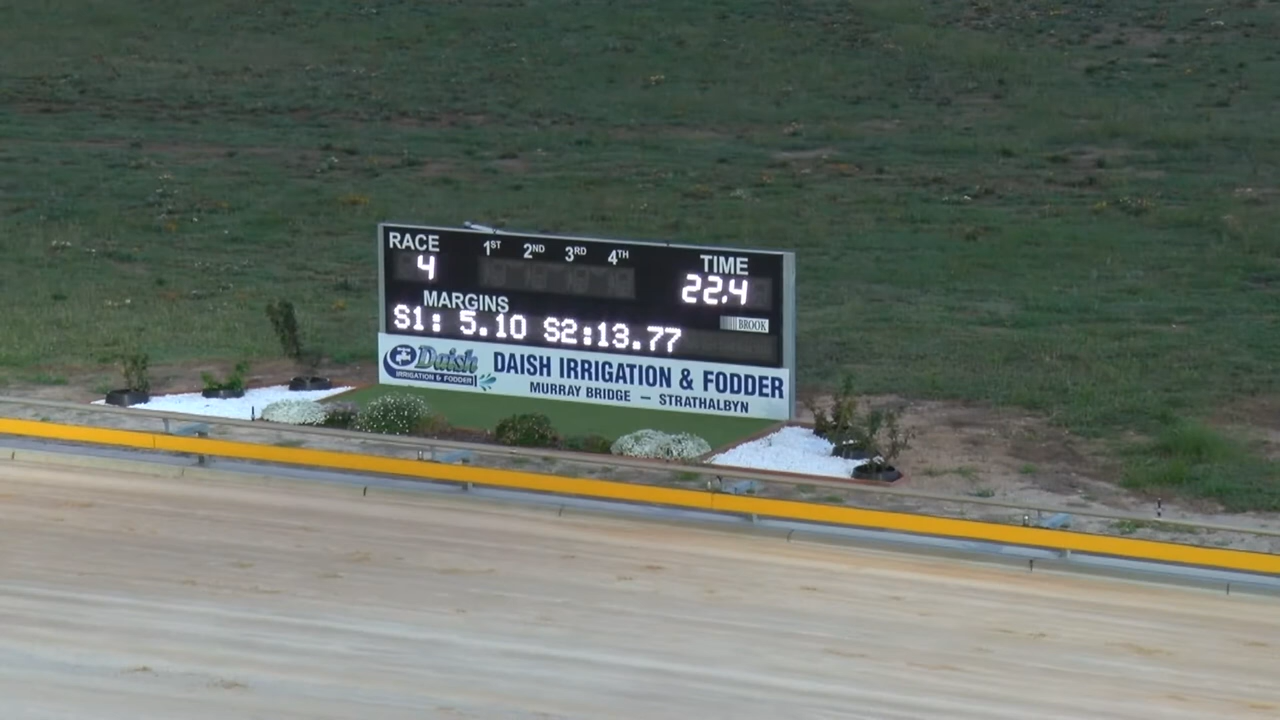 RACE 1ST 2ND 3RD 4TH TIME
4 22.4
MARGINS
S1: 5.10 S2:13.77
BROOK
Daish
IRRIGATION & FODDER
DAISH IRRIGATION & FODDER
MURRAY BRIDGE — STRATHALBYN